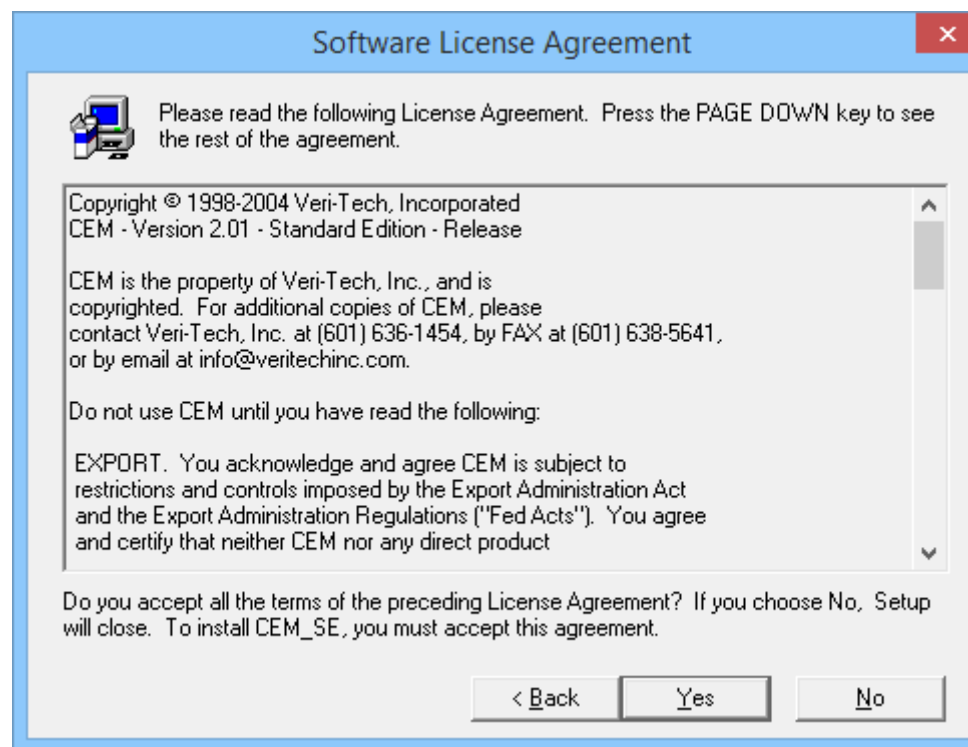 Software License Agreement
Please read the following License Agreement.  Press the PAGE DOWN key to see
the rest of the agreement.
Copyright © 1998-2004 Veri-Tech, Incorporated
CEM - Version 2.01 - Standard Edition - Release
CEM is the property of Veri-Tech, Inc., and is
copyrighted.  For additional copies of CEM, please
contact Veri-Tech, Inc. at (601) 636-1454, by FAX at (601) 638-5641,
or by email at info@veritechinc.com.
Do not use CEM until you have read the following:
EXPORT.  You acknowledge and agree CEM is subject to
restrictions and controls imposed by the Export Administration Act
and the Export Administration Regulations ("Fed Acts").  You agree
and certify that neither CEM nor any direct product
Do you accept all the terms of the preceding License Agreement?  If you choose No,  Setup
will close.  To install CEM_SE, you must accept this agreement.
< Back Yes No